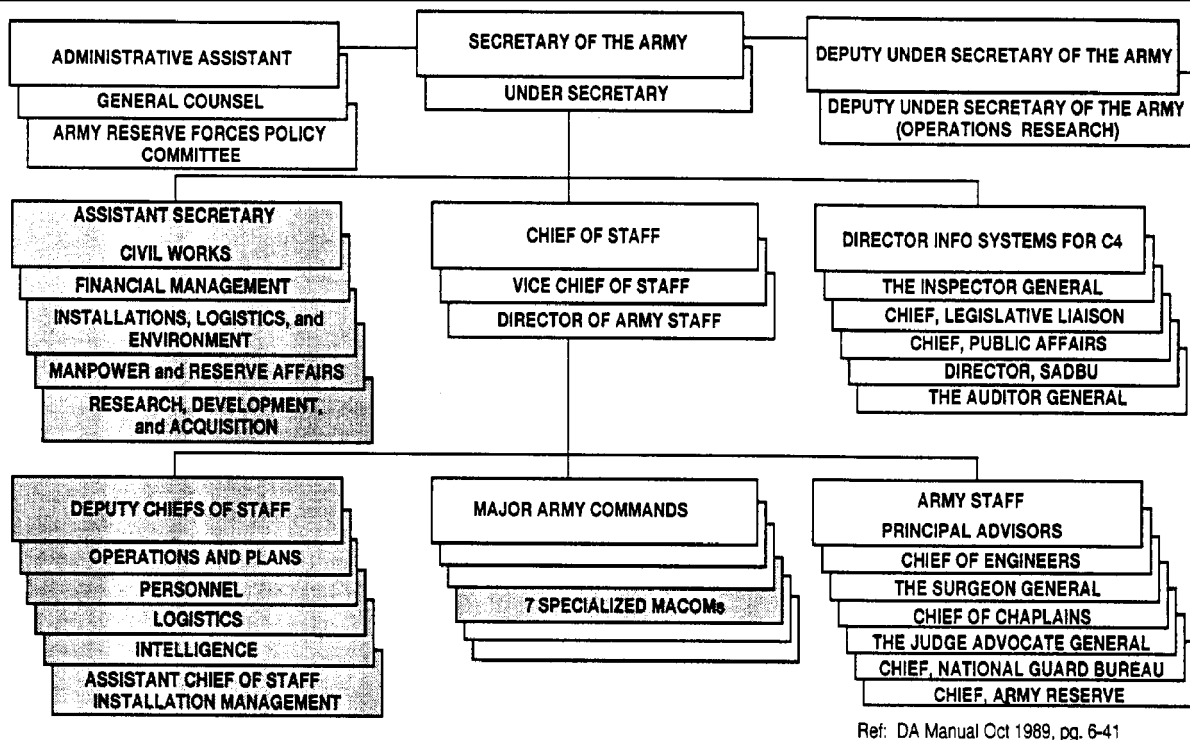 ADMINISTRATIVE ASSISTANT
GENERAL COUNSEL
ARMY RESERVE FORCES POLICY
COMMITTEE
SECRETARY OF THE ARMY
UNDER SECRETARY
DEPUTY UNDER SECRETARY OF THE ARMY
DEPUTY UNDER SECRETARY OF THE ARMY
(OPERATIONS RESEARCH)
ASSISTANT SECRETARY
CIVIL WORKS
FINANCIAL MANAGEMENT
INSTALLATIONS, LOGISTICS, and
ENVIRONMENT
MANPOWER and RESERVE AFFAIRS
RESEARCH, DEVELOPMENT,
and ACQUISITION
CHIEF OF STAFF
VICE CHIEF OF STAFF
DIRECTOR OF ARMY STAFF
DIRECTOR INFO SYSTEMS FOR C4
THE INSPECTOR GENERAL
CHIEF, LEGISLATIVE LIAISON
CHIEF, PUBLIC AFFAIRS
DIRECTOR, SADBU
THE AUDITOR GENERAL
DEPUTY CHIEFS OF STAFF
OPERATIONS AND PLANS
PERSONNEL
LOGISTICS
INTELLIGENCE
ASSISTANT CHIEF OF STAFF
INSTALLATION MANAGEMENT
MAJOR ARMY COMMANDS
7 SPECIALIZED MACOMs
ARMY STAFF
PRINCIPAL ADVISORS
CHIEF OF ENGINEERS
THE SURGEON GENERAL
CHIEF OF CHAPLAINS
THE JUDGE ADVOCATE GENERAL
CHIEF, NATIONAL GUARD BUREAU
CHIEF, ARMY RESERVE
Ref: DA Manual Oct 1989, pg. 6-41